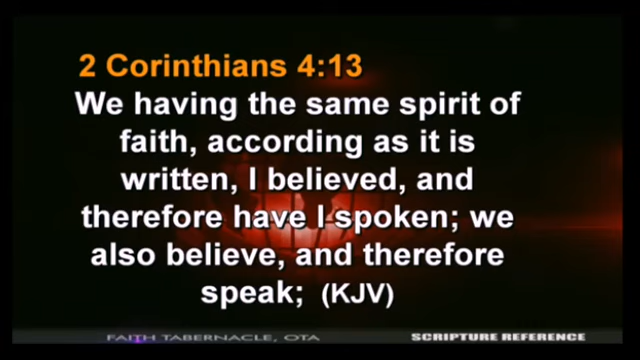 2 Corinthians 4:13
We having the same spirit of
faith, according as it is
written, I believed, and
therefore have I spoken; we
also believe, and therefore
speak; (KJV)
FAITH TABERNACLE, OTA
SCRIPTURE REFERENCE